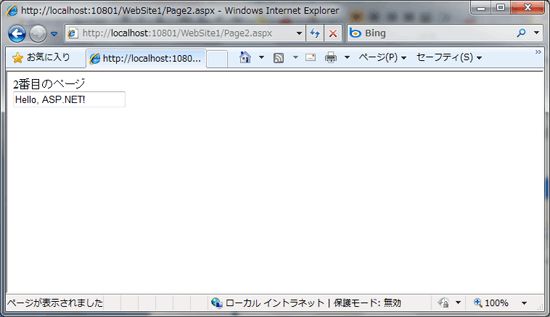 http://localhost:10801/WebSite1/Page2.aspx - Windows Internet Explorer
http://localhost:10801/WebSite1/Page2.aspx
Bing
お気に入り
http://localhost:1080...
ページ(P)
セーフティ(S)
2番目のページ
Hello, ASP.NET!
ページが表示されました
ローカル イントラネット | 保護モード: 無効
100%